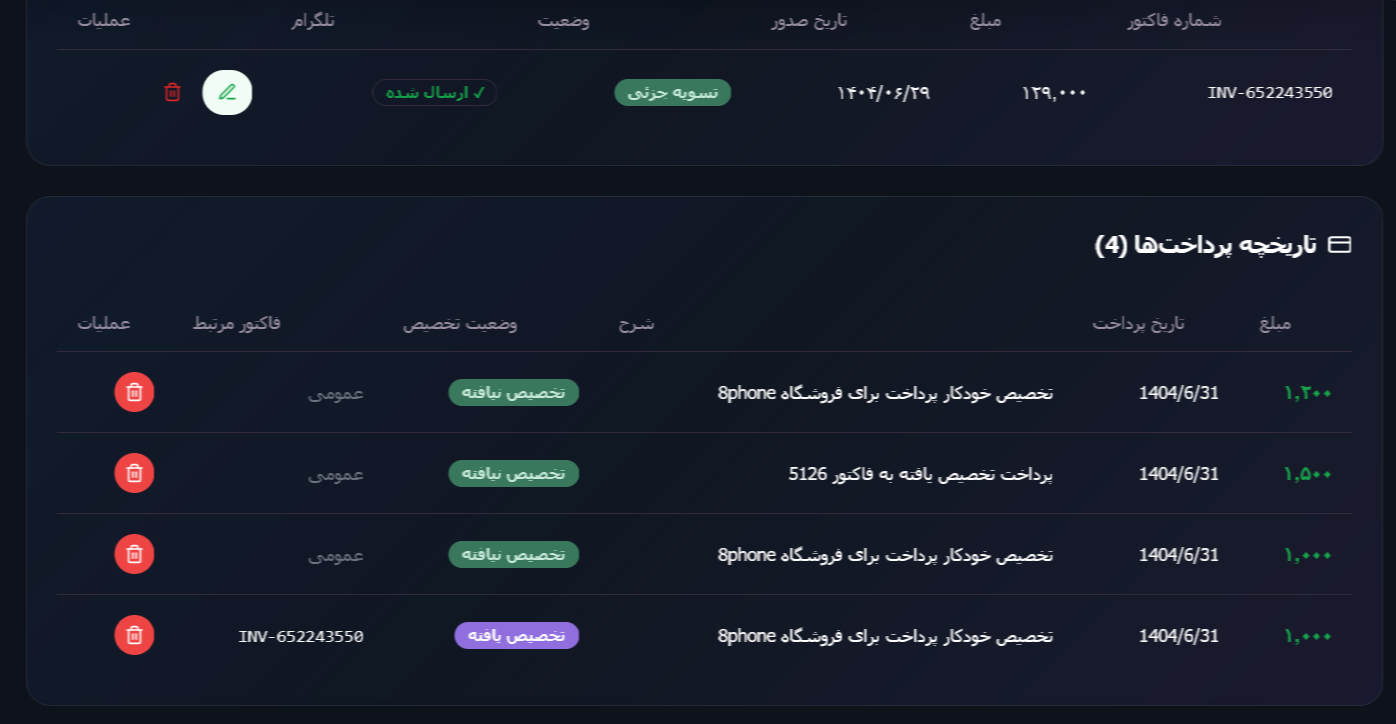 شماره فاکتور مبلغ تاریخ صدور وضعیت تلگرام عملیات
INV-652243550 ۱۲۹,۰۰۰ ۱۴۰۴/۰۶/۲۹ تسویه جزئی ✓ ارسال شده
تاریخچه پرداخت‌ها (4)
مبلغ تاریخ پرداخت شرح وضعیت تخصیص فاکتور مرتبط عملیات
۱,۲۰۰ 1404/6/31 تخصیص خودکار پرداخت برای فروشگاه 8phone تخصیص نیافته عمومی
۱,۵۰۰ 1404/6/31 پرداخت تخصیص یافته به فاکتور 5126 تخصیص نیافته عمومی
۱,۰۰۰ 1404/6/31 تخصیص خودکار پرداخت برای فروشگاه 8phone تخصیص نیافته عمومی
۱,۰۰۰ 1404/6/31 تخصیص خودکار پرداخت برای فروشگاه 8phone تخصیص یافته INV-652243550